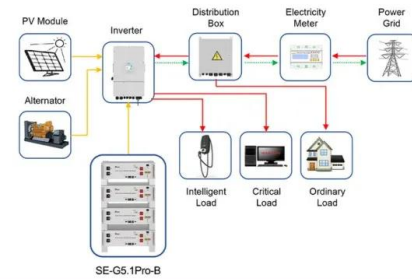 PV Module
Inverter
Distribution
Box
Electricity
Meter
Power
Grid
Alternator
Intelligent
Load
Critical
Load
Ordinary
Load
SE-G5.1Pro-B